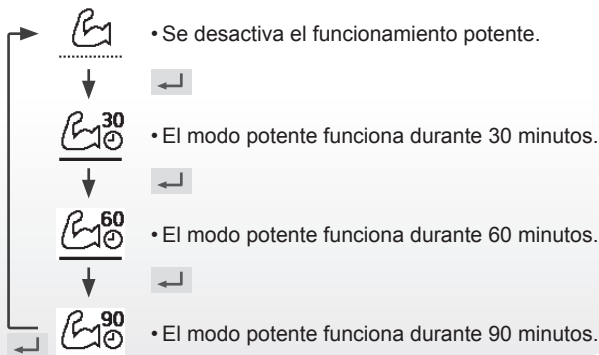 • Se desactiva el funcionamiento potente.
30
• El modo potente funciona durante 30 minutos.
60
• El modo potente funciona durante 60 minutos.
90
• El modo potente funciona durante 90 minutos.